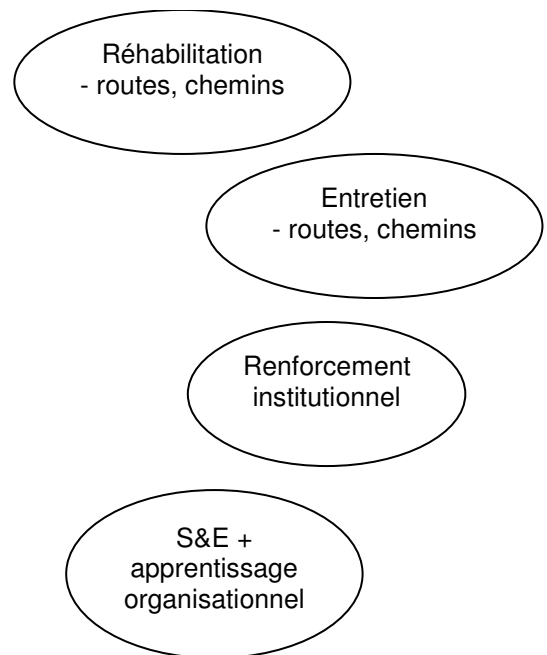 Réhabilitation
- routes, chemins
Entretien
- routes, chemins
Renforcement
institutionnel
S&E +
apprentissage
organisationnel